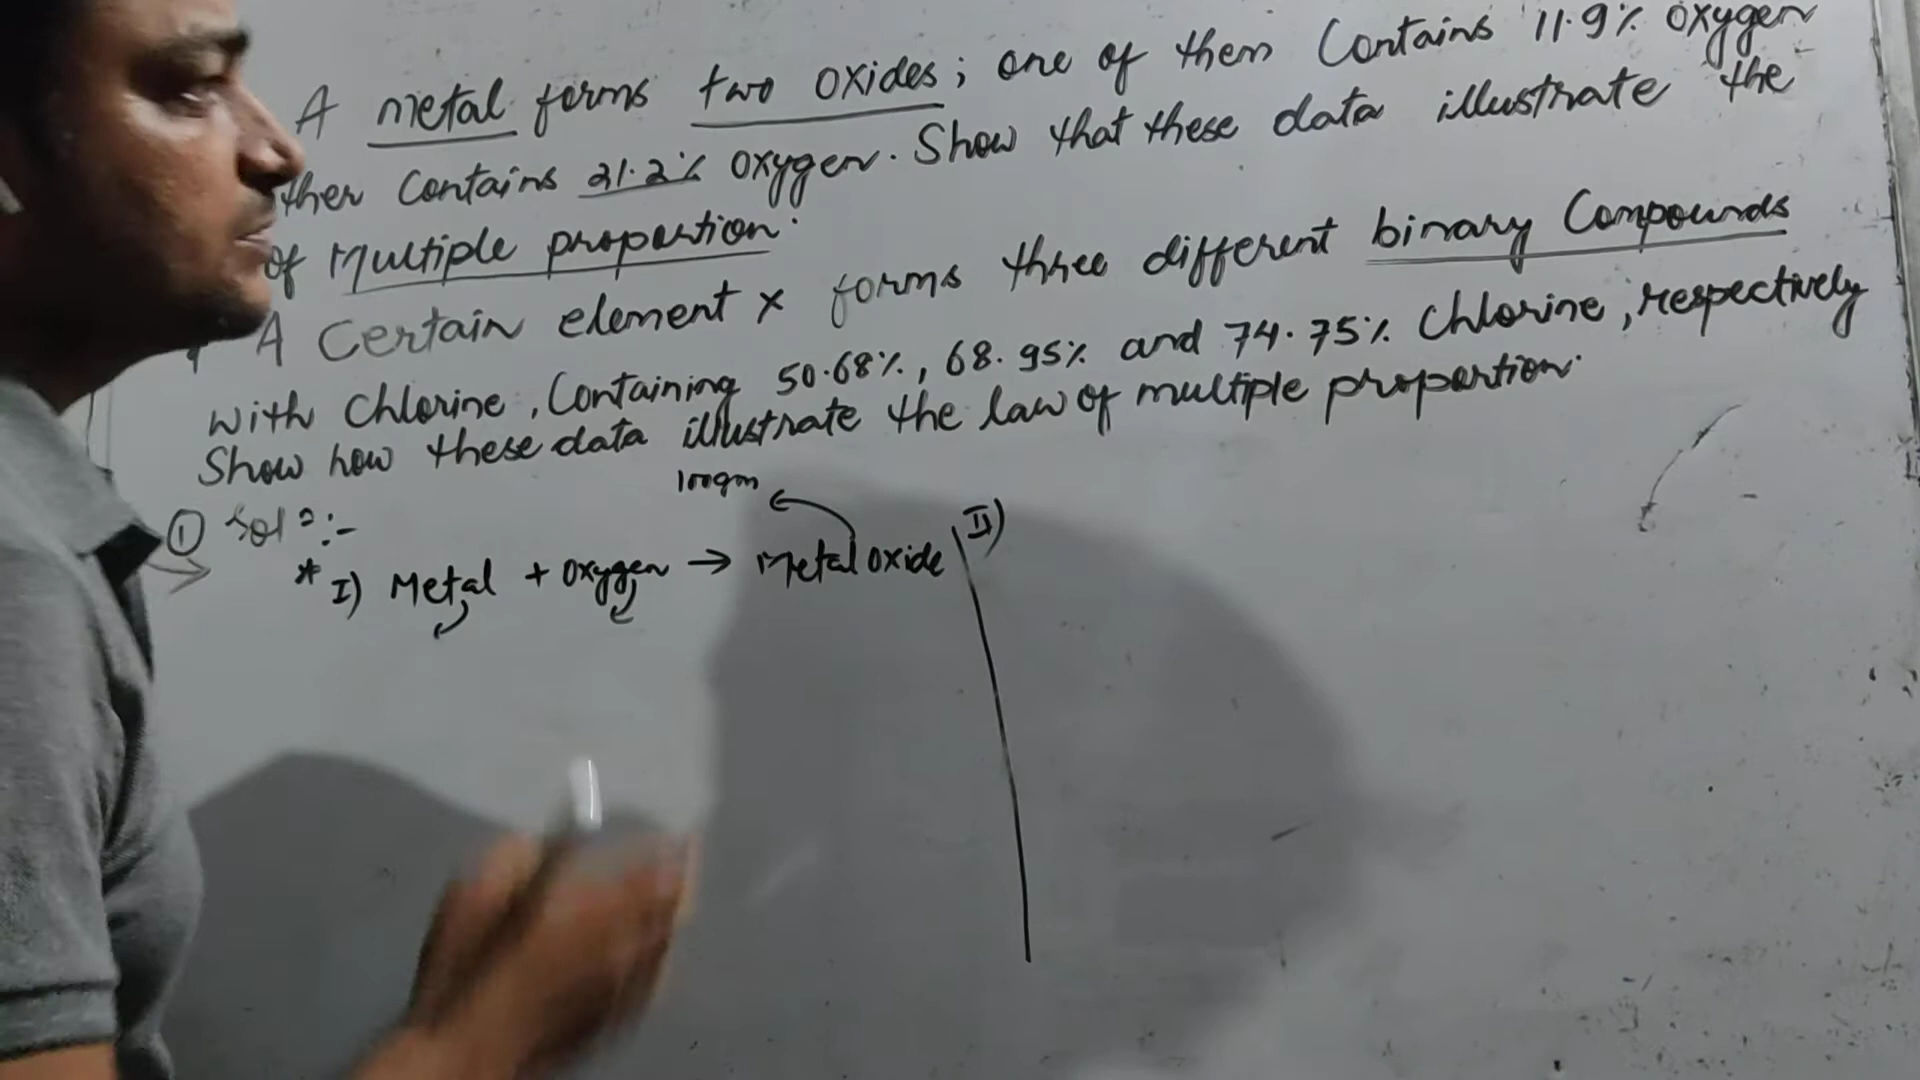 A metal forms two oxides; one of them Contains 11.9% oxygen
ther Contains 21.2% oxygen. Show that these data illustrate the
of Multiple proportion.
A Certain element x forms three different binary Compounds
with Chlorine, Containing 50.68%, 68.95% and 74.75% Chlorine, respectively
Show how these data illustrate the law of multiple proportion.
100gm
① Soln:-
* I) Metal + Oxygen → Metal oxide
II)